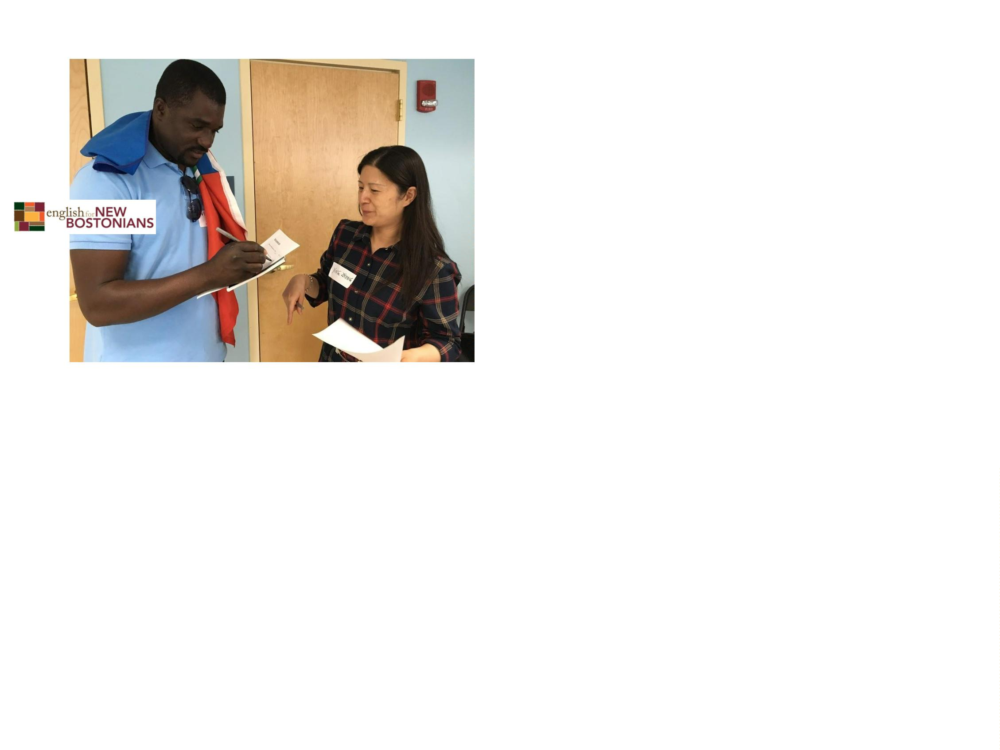 english for NEW
BOSTONIANS
YING ZHENG
FIRE